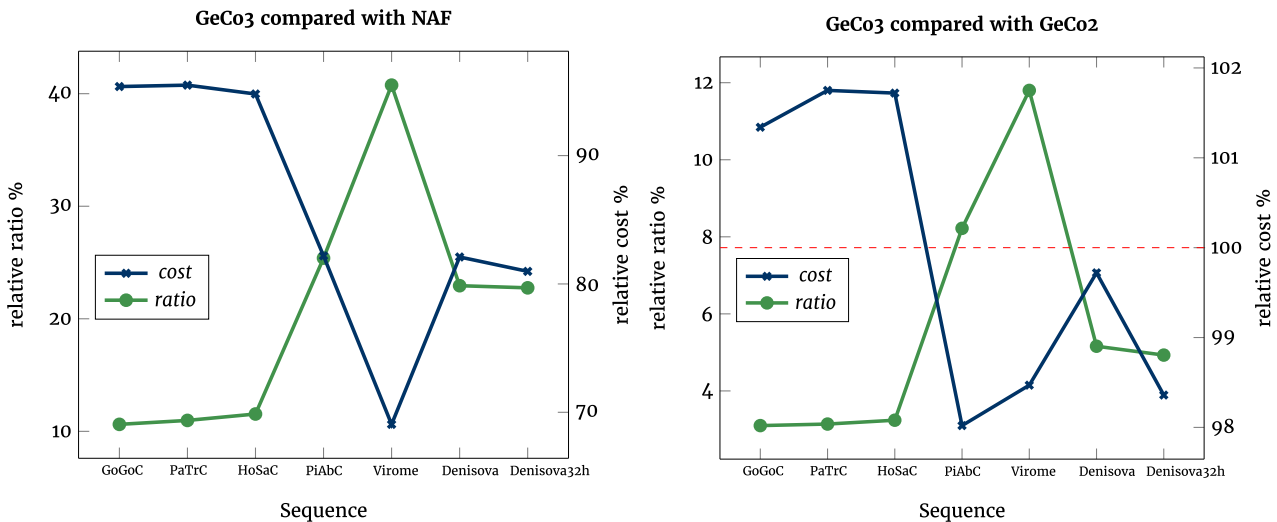 GeCo3 compared with NAF
relative ratio %
40
30
20
10
90
80
70
relative cost %
cost
ratio
GoGoC PaTrC HoSaC PiAbC Virome Denisova Denisova32h
Sequence
GeCo3 compared with GeCo2
relative ratio %
12
10
8
6
4
102
101
100
99
98
relative cost %
cost
ratio
GoGoC PaTrC HoSaC PiAbC Virome Denisova Denisova32h
Sequence